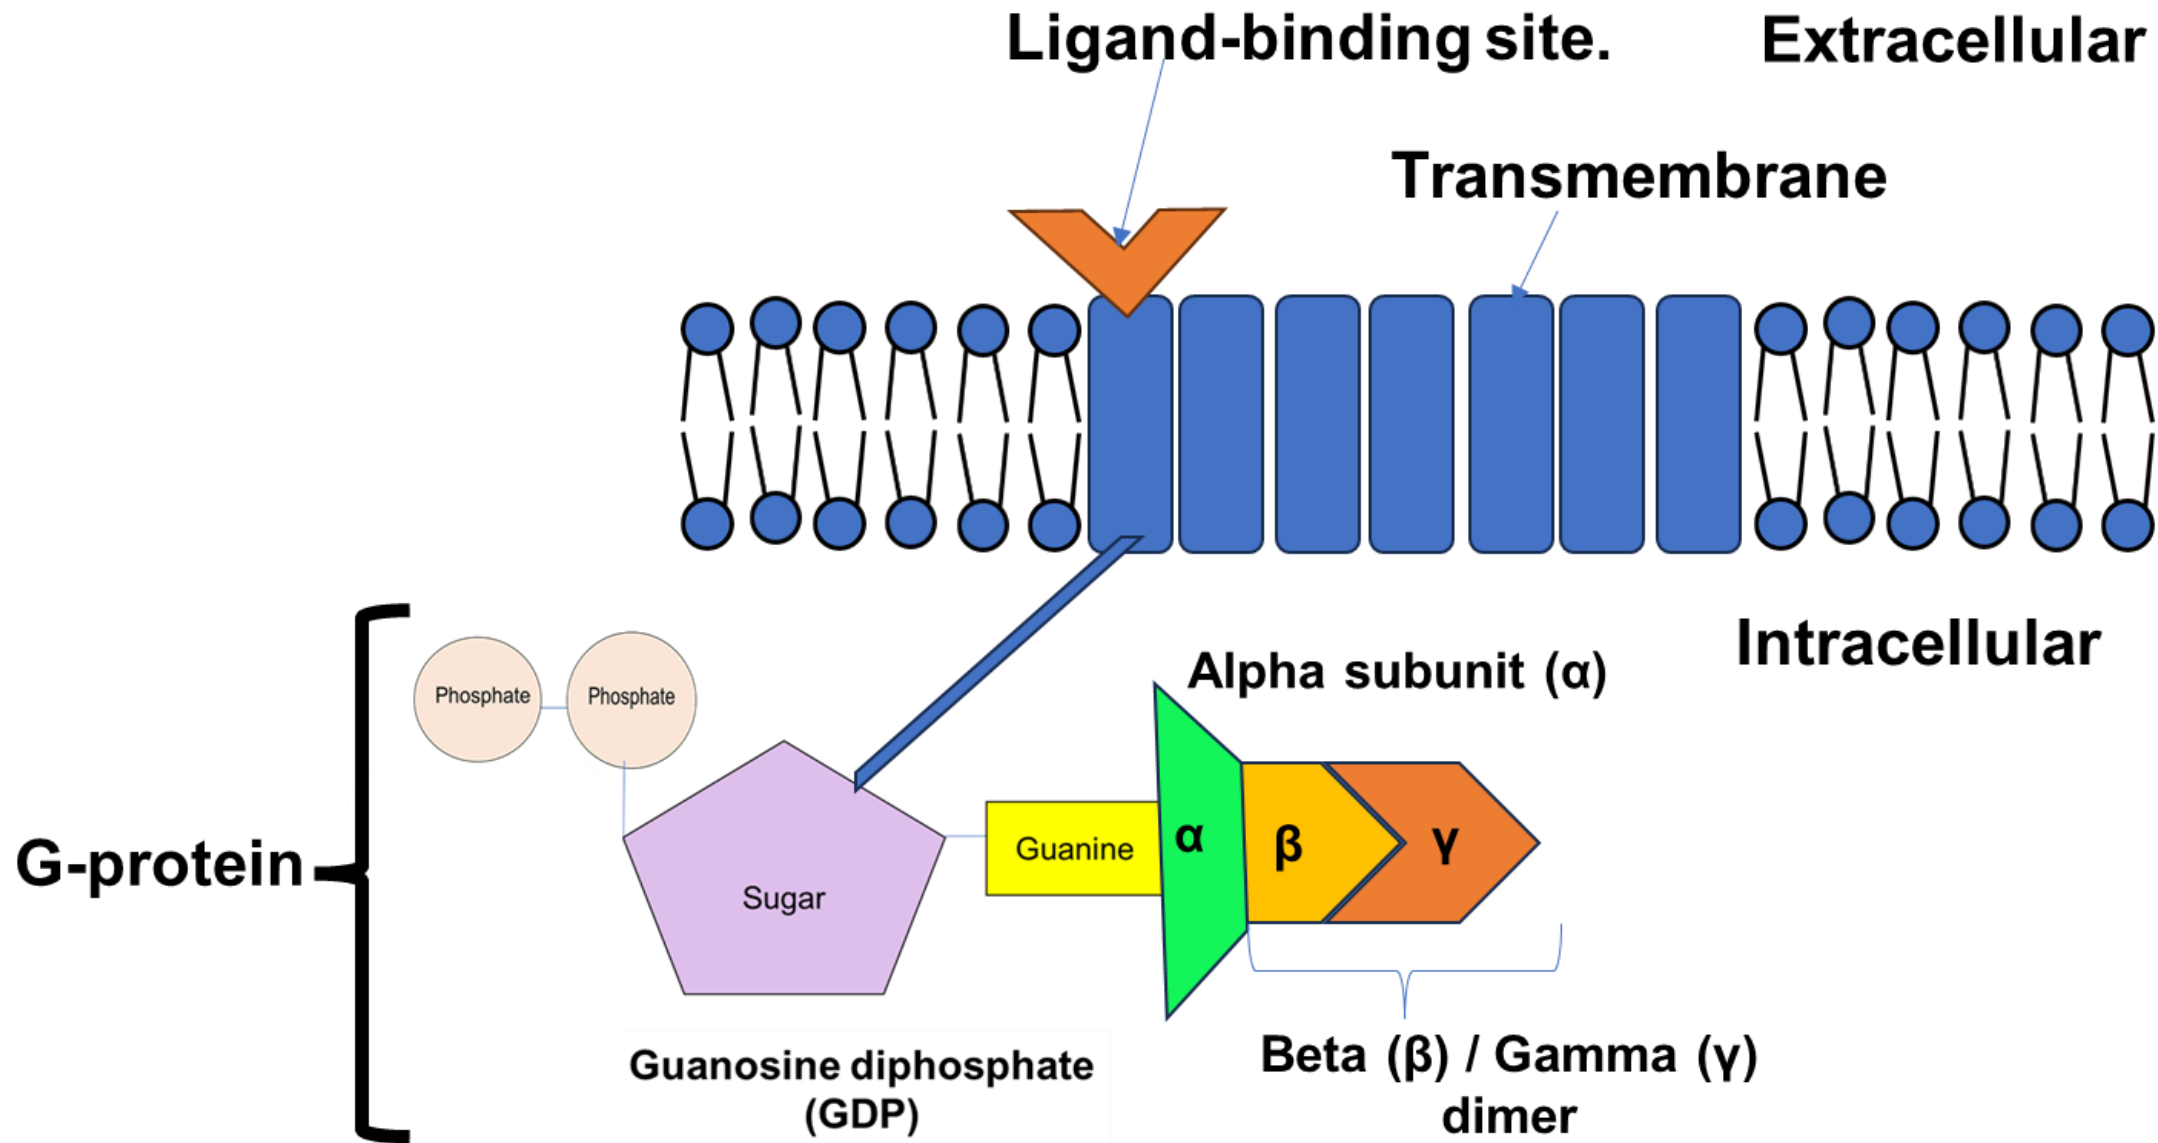 Ligand-binding site.
Extracellular
Transmembrane
Intracellular
Alpha subunit (α)
Phosphate
Phosphate
G-protein
Sugar
Guanine
α
β
γ
Guanosine diphosphate
(GDP)
Beta (β) / Gamma (γ)
dimer